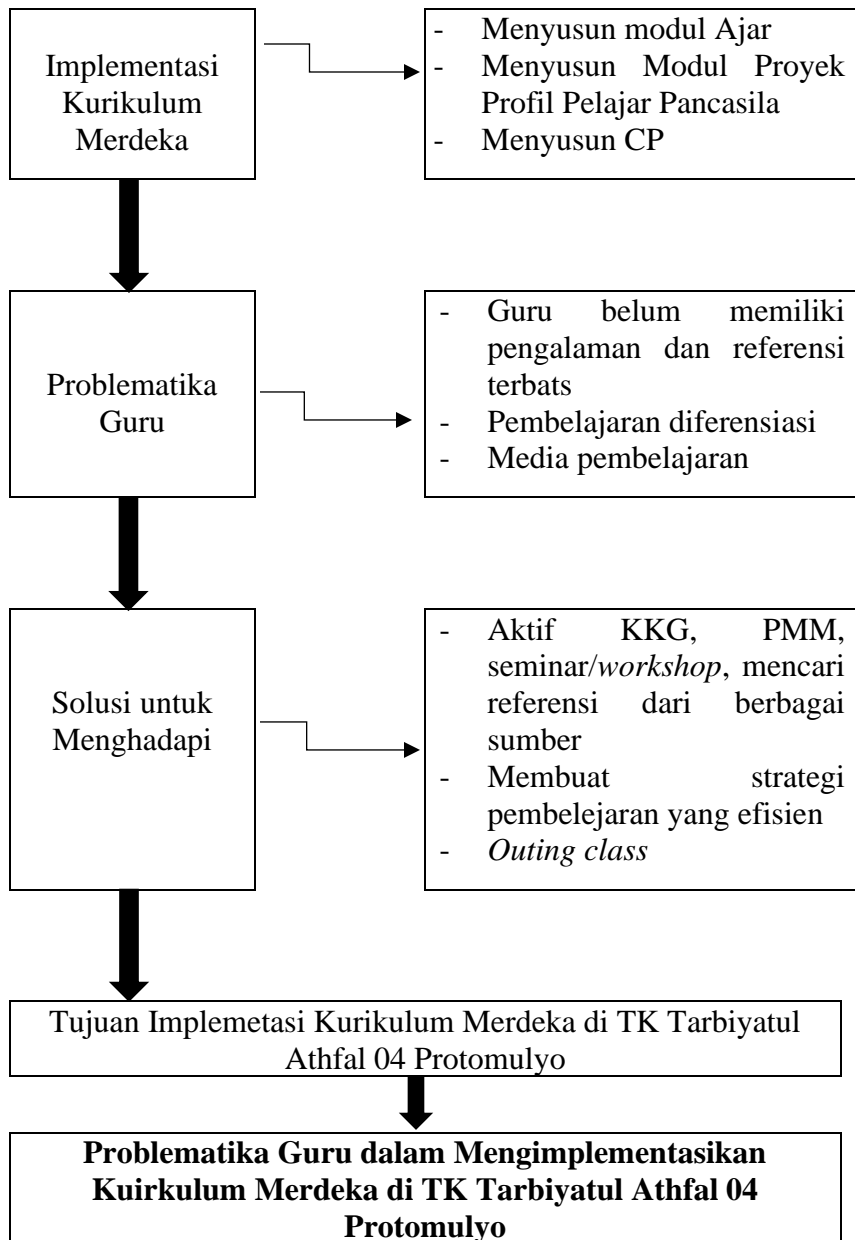 Implementasi
Kurikulum
Merdeka
- Menyusun modul Ajar
- Menyusun Modul Proyek
Profil Pelajar Pancasila
- Menyusun CP
Problematika
Guru
- Guru belum memiliki
pengalaman dan referensi
terbats
- Pembelajaran diferensiasi
- Media pembelajaran
Solusi untuk
Menghadapi
- Aktif KKG, PMM,
seminar/workshop, mencari
referensi dari berbagai
sumber
- Membuat strategi
pembelejaran yang efisien
- Outing class
Tujuan Implemetasi Kurikulum Merdeka di TK Tarbiyatul
Athfal 04 Protomulyo
Problematika Guru dalam Mengimplementasikan
Kuirkulum Merdeka di TK Tarbiyatul Athfal 04
Protomulyo